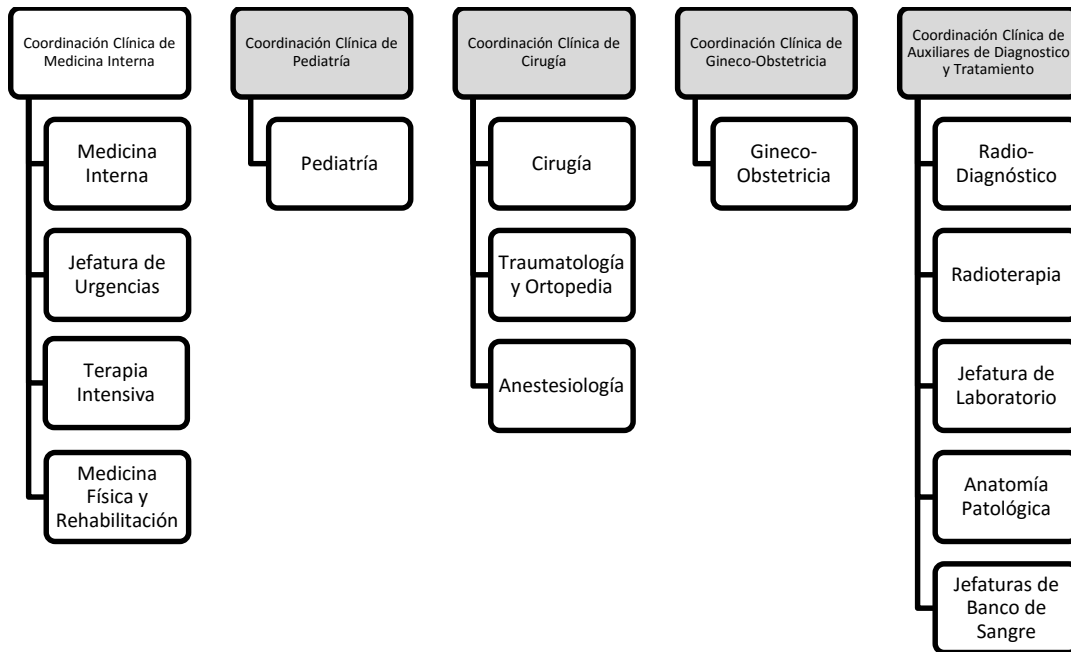 Coordinación Clínica de
Medicina Interna
Medicina
Interna
Jefatura de
Urgencias
Terapia
Intensiva
Medicina
Física y
Rehabilitación
Coordinación Clínica de
Pediatría
Pediatría
Coordinación Clínica de
Cirugía
Cirugía
Traumatología
y Ortopedia
Anestesiología
Coordinación Clínica de
Gineco-Obstetricia
Gineco-
Obstetricia
Coordinación Clínica de
Auxiliares de Diagnostico
y Tratamiento
Radio-
Diagnóstico
Radioterapia
Jefatura de
Laboratorio
Anatomía
Patológica
Jefaturas de
Banco de
Sangre